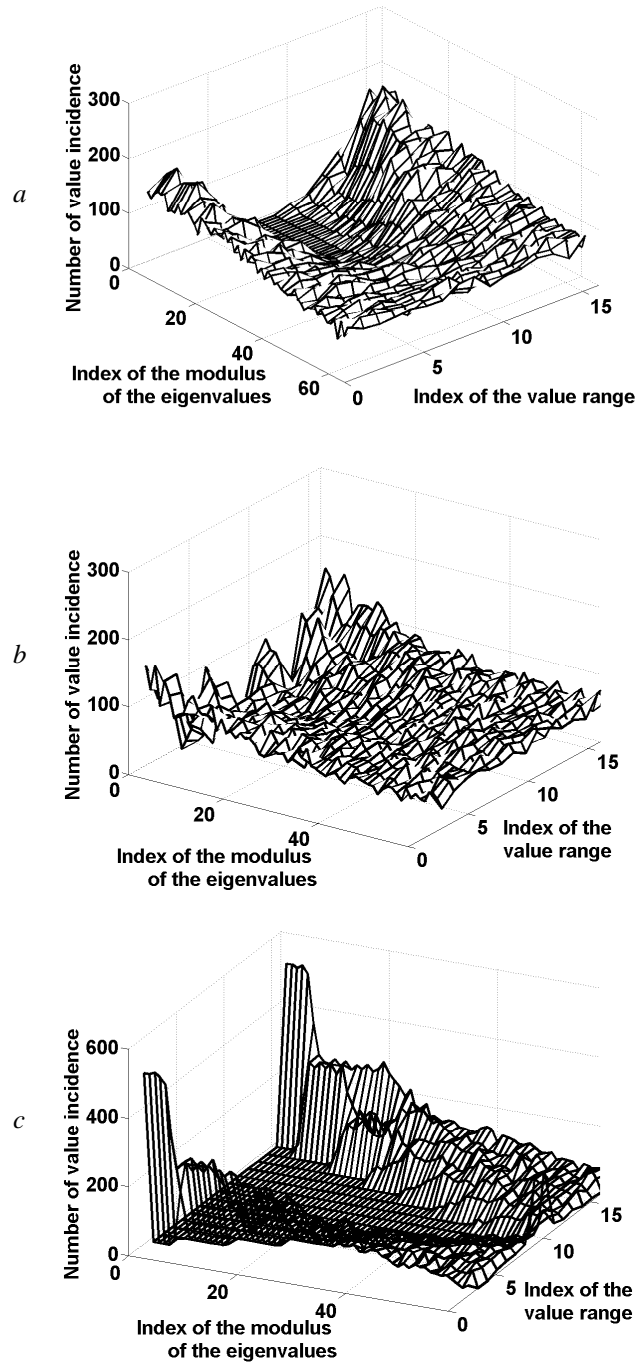 a
Number of value incidence
300
200
100
0
0
20
40
60
Index of the modulus
of the eigenvalues
0
5
10
15
Index of the value range
b
Number of value incidence
300
200
100
0
0
20
40
Index of the modulus
of the eigenvalues
0
5
10
15
Index of the
value range
c
Number of value incidence
600
400
200
0
0
20
40
Index of the modulus
of the eigenvalues
0
5
10
15
Index of the
value range